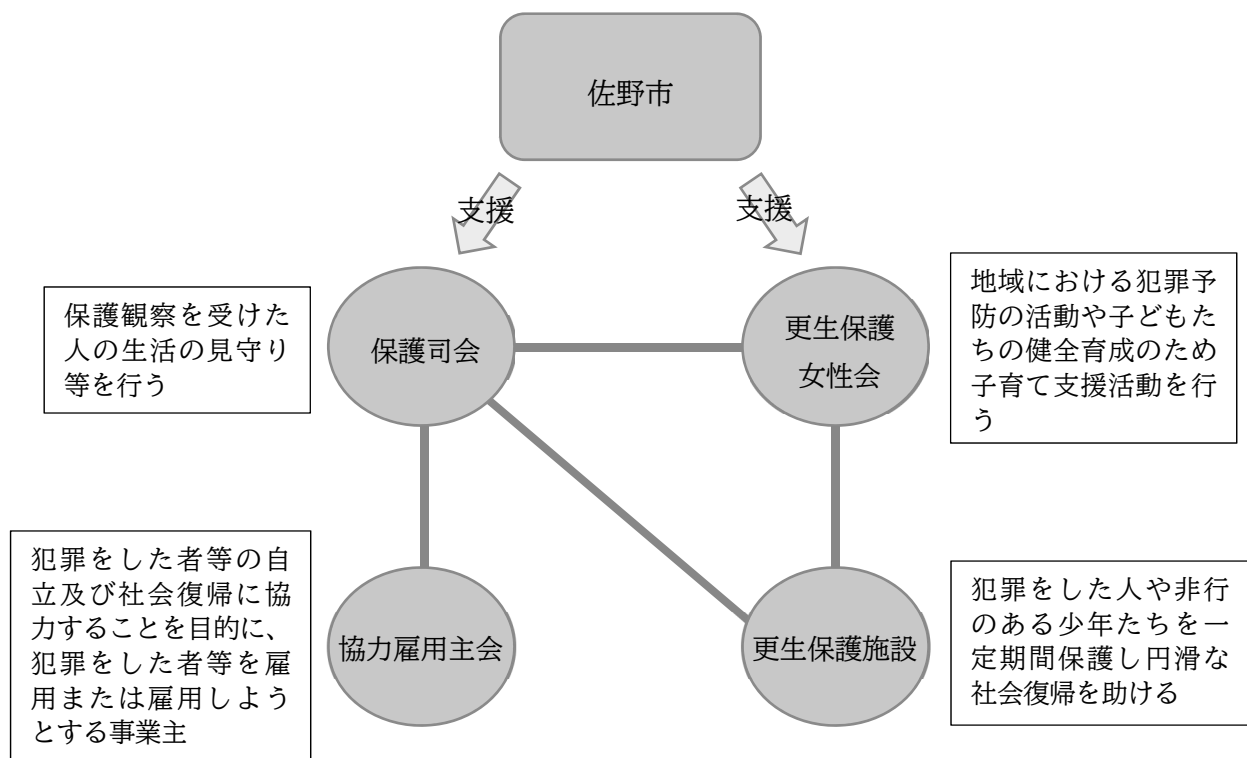 佐野市
支援
支援
保護観察を受けた
人の生活の見守り
等を行う
保護司会
更生保護
女性会
地域における犯罪予
防の活動や子どもた
ちの健全育成のため
子育て支援活動を行
う
犯罪をした者等の自
立及び社会復帰に協
力することを目的に、
犯罪をした者等を雇
用または雇用しよう
とする事業主
協力雇用主会
更生保護施設
犯罪をした人や非行
のある少年たちを一
定期間保護し円滑な
社会復帰を助ける